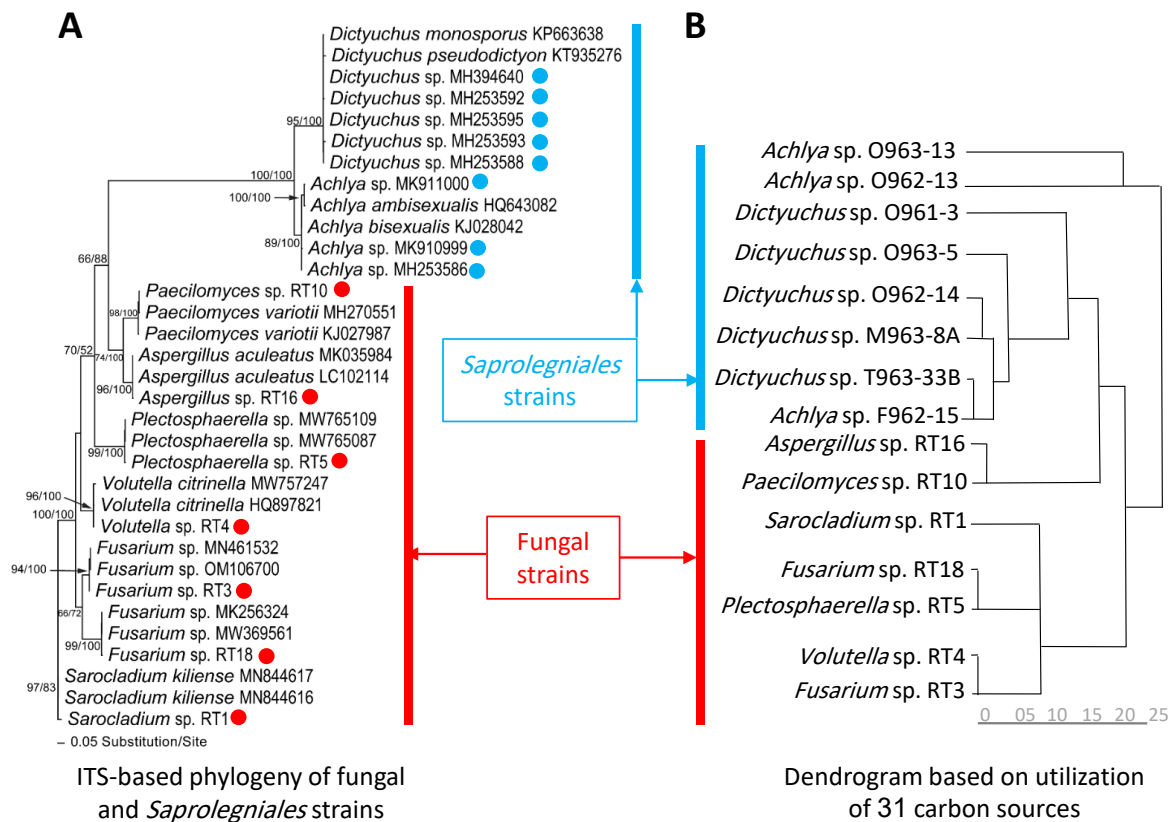 A
Dictyuchus monosporus KP663638
Dictyuchus pseudodictyon KT935276
Dictyuchus sp. MH394640
Dictyuchus sp. MH253592
Dictyuchus sp. MH253595
95/100
Dictyuchus sp. MH253593
Dictyuchus sp. MH253588
100/100
Achlya sp. MK911000
100/100
Achlya ambisexualis HQ643082
Achlya bisexualis KJ028042
89/100
Achlya sp. MK910999
Achlya sp. MH253586
66/88
Paecilomyces sp. RT10
98/100
Paecilomyces variotii MH270551
Paecilomyces variotii KJ027987
70/52
74/100
Aspergillus aculeatus MK035984
Aspergillus aculeatus LC102114
96/100
Aspergillus sp. RT16
Plectosphaerella sp. MW765109
Plectosphaerella sp. MW765087
99/100
Plectosphaerella sp. RT5
96/100
Volutella citrinella MW757247
Volutella citrinella HQ897821
100/100
Volutella sp. RT4
Fusarium sp. MN461532
94/100
Fusarium sp. OM106700
Fusarium sp. RT3
66/72
Fusarium sp. MK256324
Fusarium sp. MW369561
99/100
Fusarium sp. RT18
Sarocladium kiliense MN844617
97/83
Sarocladium kiliense MN844616
Sarocladium sp. RT1
0.05 Substitution/Site
ITS-based phylogeny of fungal
and Saprolegniales strains
Saprolegniales
strains
Fungal
strains
B
Achlya sp. O963-13
Achlya sp. O962-13
Dictyuchus sp. O961-3
Dictyuchus sp. O963-5
Dictyuchus sp. O962-14
Dictyuchus sp. M963-8A
Dictyuchus sp. T963-33B
Achlya sp. F962-15
Aspergillus sp. RT16
Paecilomyces sp. RT10
Sarocladium sp. RT1
Fusarium sp. RT18
Plectosphaerella sp. RT5
Volutella sp. RT4
Fusarium sp. RT3
0 05 10 15 20 25
Dendrogram based on utilization
of 31 carbon sources